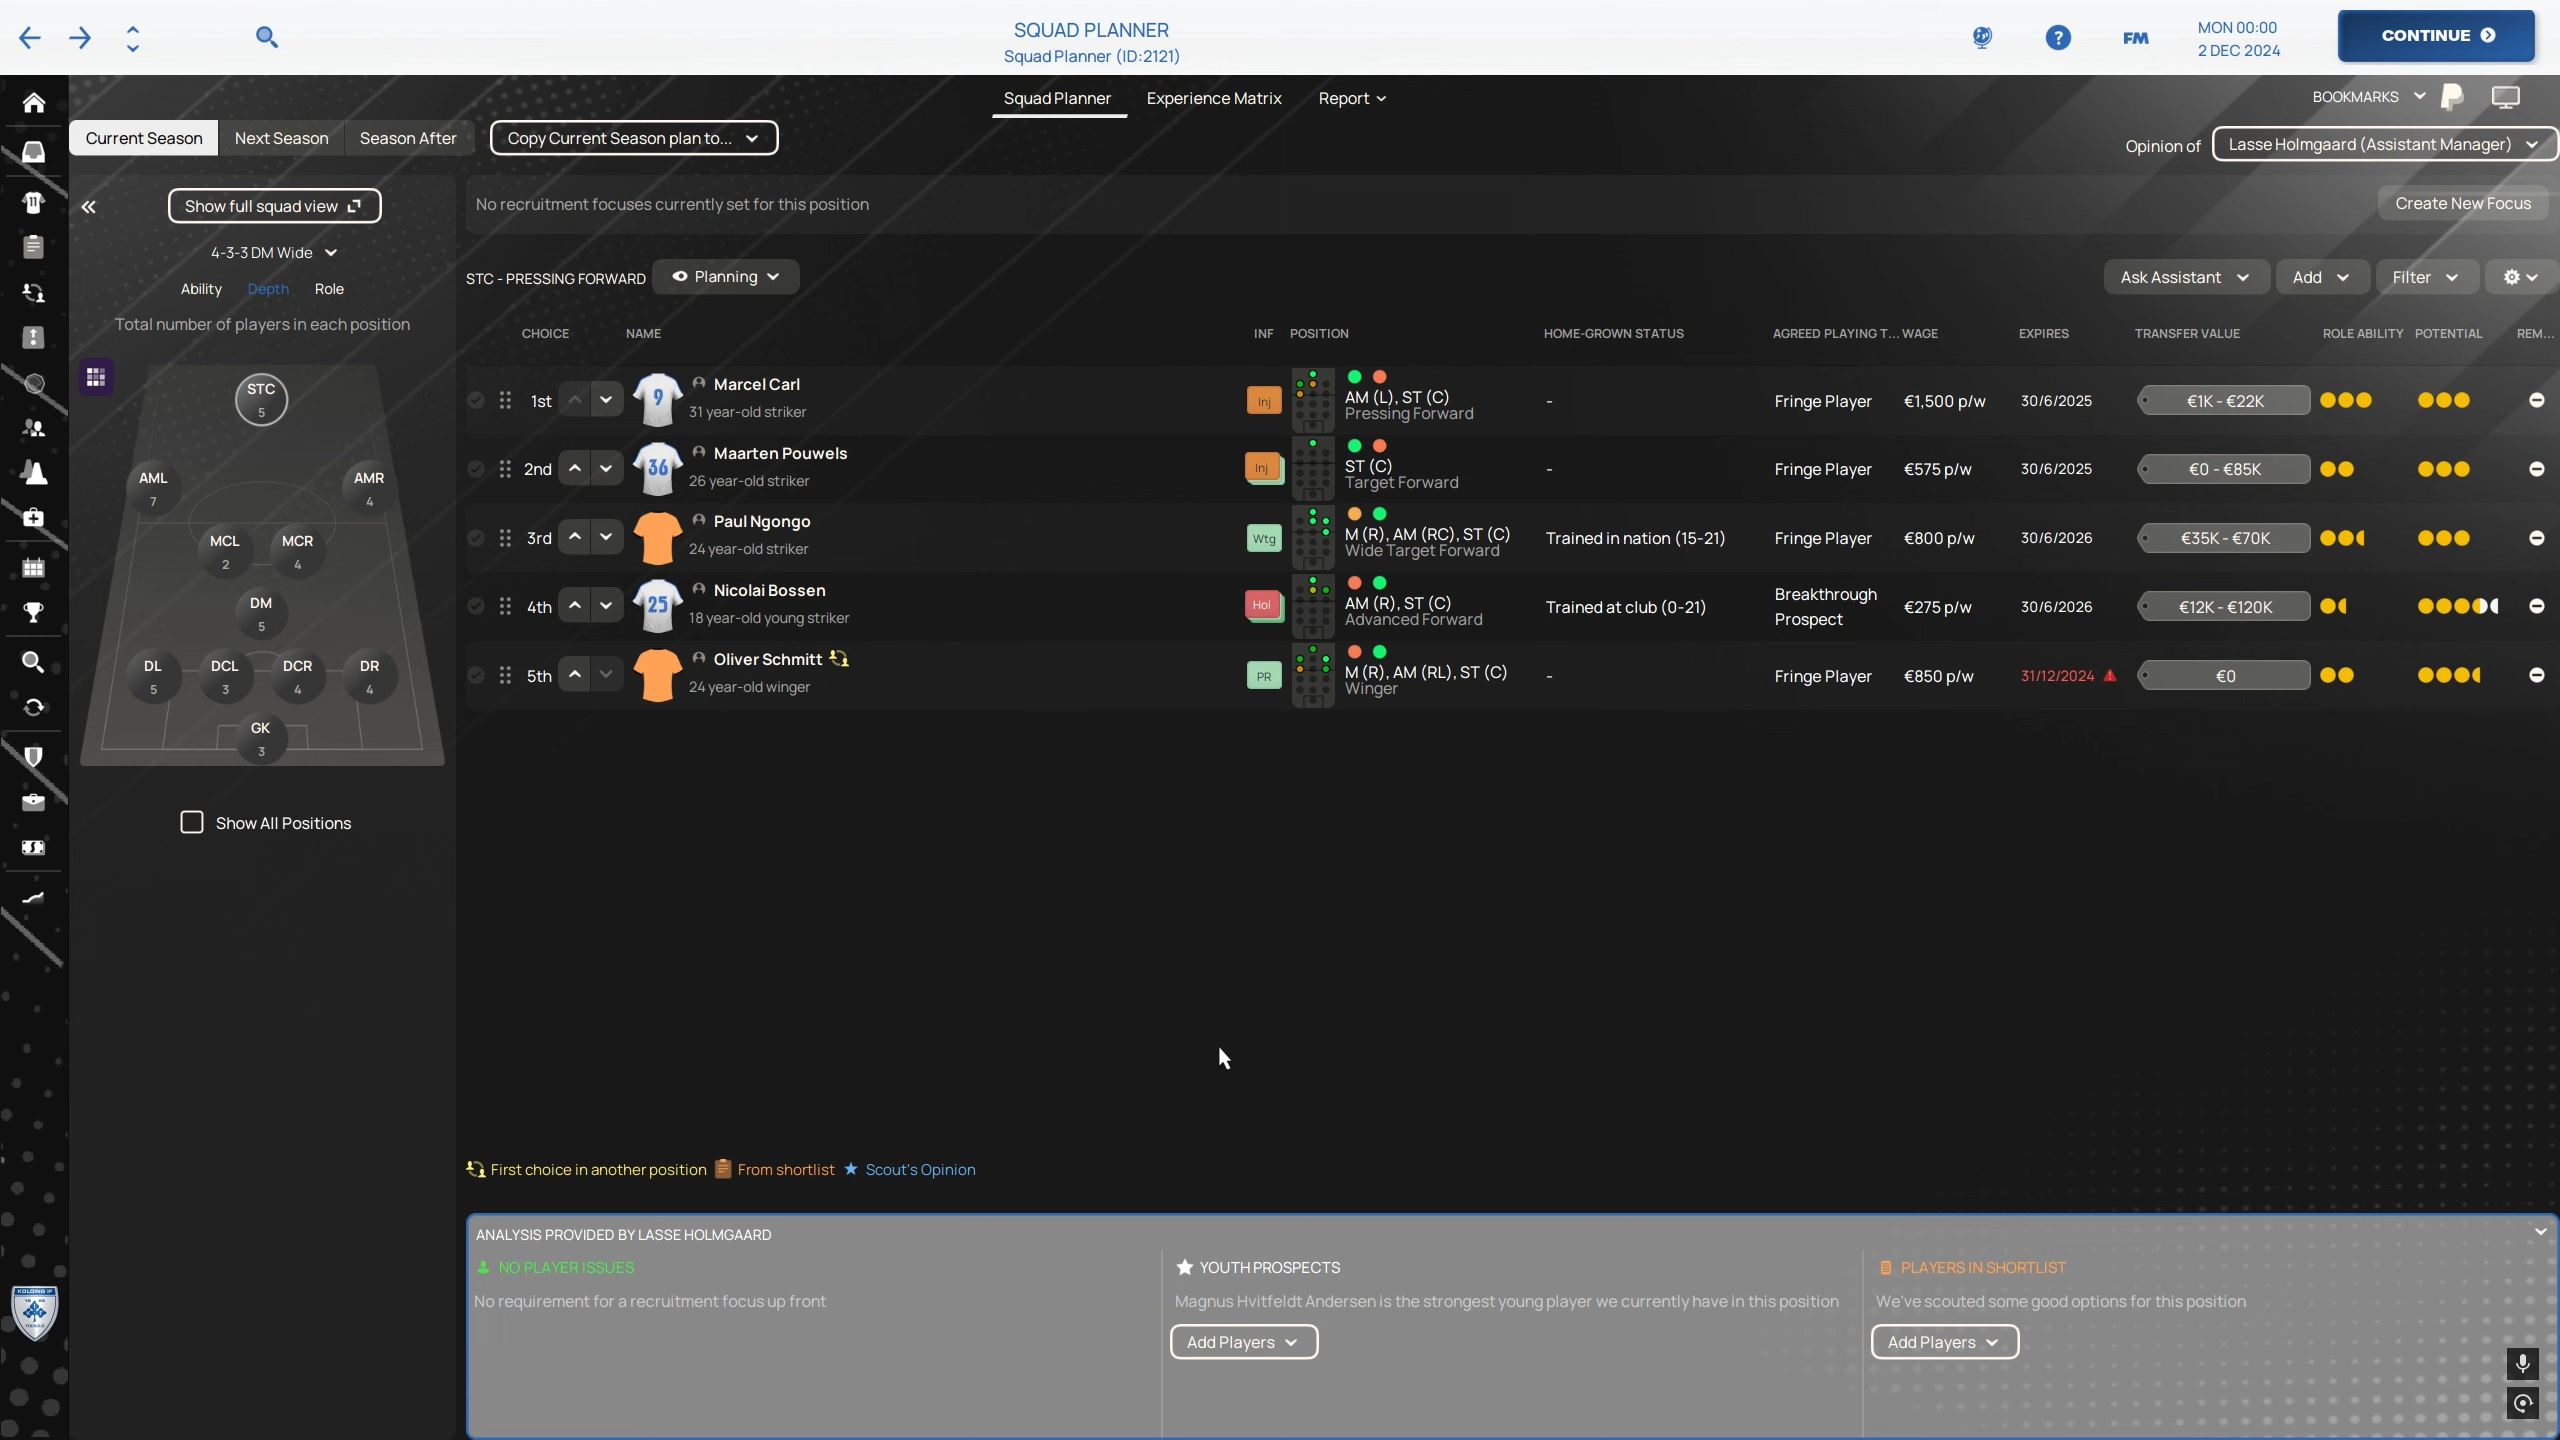 SQUAD PLANNER
Squad Planner (ID:2121)
FM
MON 00:00
2 DEC 2024
CONTINUE
Squad Planner
Experience Matrix
Report
BOOKMARKS
Current Season
Next Season
Season After
Copy Current Season plan to...
Opinion of
Lasse Holmgaard (Assistant Manager)
Show full squad view
No recruitment focuses currently set for this position
Create New Focus
4-3-3 DM Wide
Ability
Depth
Role
Total number of players in each position
STC
5
AML
7
AMR
4
MCL
2
MCR
4
DM
5
DL
5
DCL
3
DCR
4
DR
4
GK
3
Show All Positions
STC - PRESSING FORWARD
Planning
Ask Assistant
Add
Filter
CHOICE NAME INF POSITION HOME-GROWN STATUS AGREED PLAYING T... WAGE EXPIRES TRANSFER VALUE ROLE ABILITY POTENTIAL REM...
1st 9 Marcel Carl Inj AM (L), ST (C) - Fringe Player €1,500 p/w 30/6/2025 €1K - €22K
31 year-old striker Pressing Forward
2nd 36 Maarten Pouwels Inj ST (C) - Fringe Player €575 p/w 30/6/2025 €0 - €85K
26 year-old striker Target Forward
3rd Paul Ngongo Wtg M (R), AM (RC), ST (C) Trained in nation (15-21) Fringe Player €800 p/w 30/6/2026 €35K - €70K
24 year-old striker Wide Target Forward
4th 25 Nicolai Bossen Hol AM (R), ST (C) Trained at club (0-21) Breakthrough Prospect €275 p/w 30/6/2026 €12K - €120K
18 year-old young striker Advanced Forward
5th Oliver Schmitt PR M (R), AM (RL), ST (C) - Fringe Player €850 p/w 31/12/2024 €0
24 year-old winger Winger
First choice in another position
From shortlist
Scout's Opinion
ANALYSIS PROVIDED BY LASSE HOLMGAARD
NO PLAYER ISSUES
No requirement for a recruitment focus up front
YOUTH PROSPECTS
Magnus Hvitfeldt Andersen is the strongest young player we currently have in this position
Add Players
PLAYERS IN SHORTLIST
We've scouted some good options for this position
Add Players
KOLDING IF